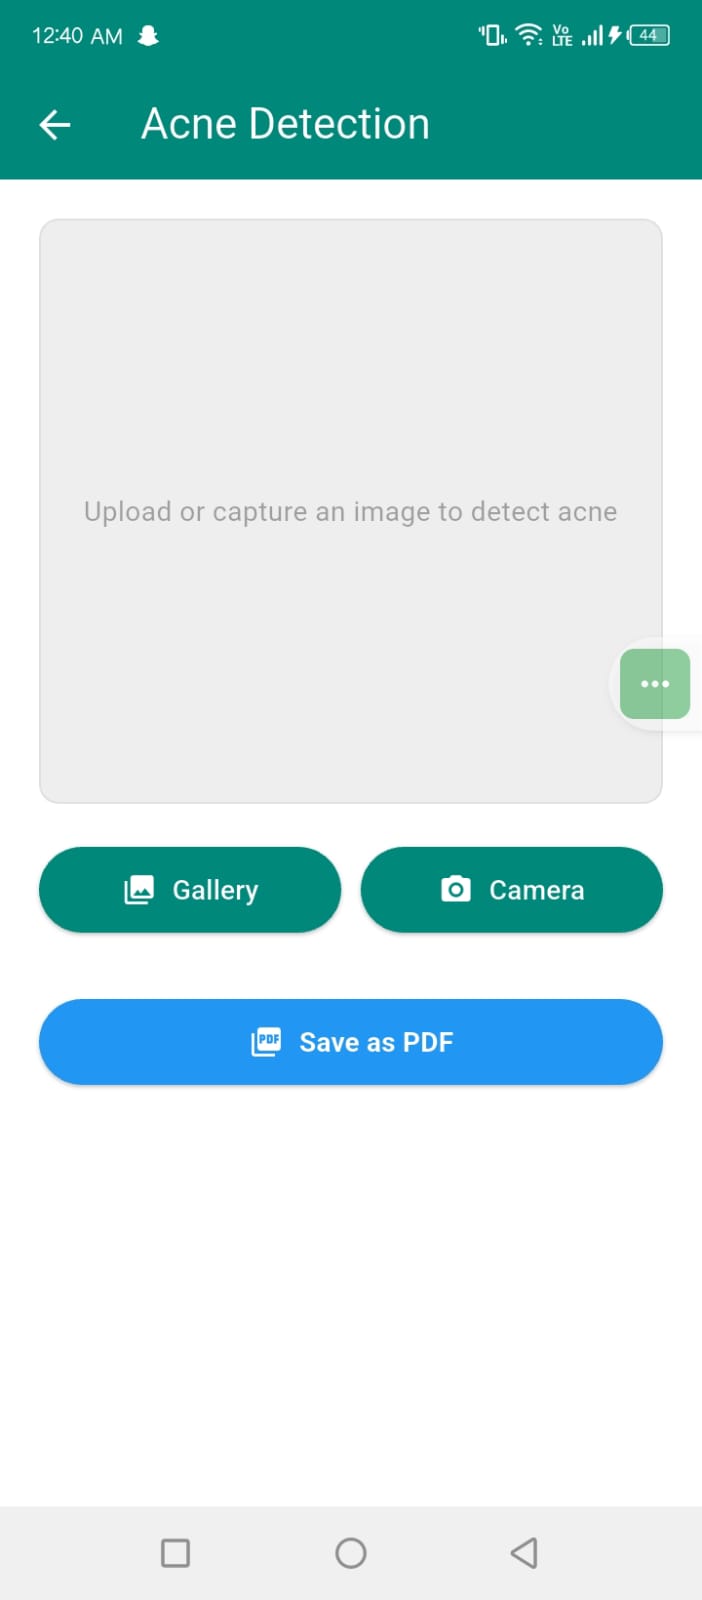 12:40 AM Vo LTE 44
Acne Detection
Upload or capture an image to detect acne
Gallery Camera
PDF Save as PDF